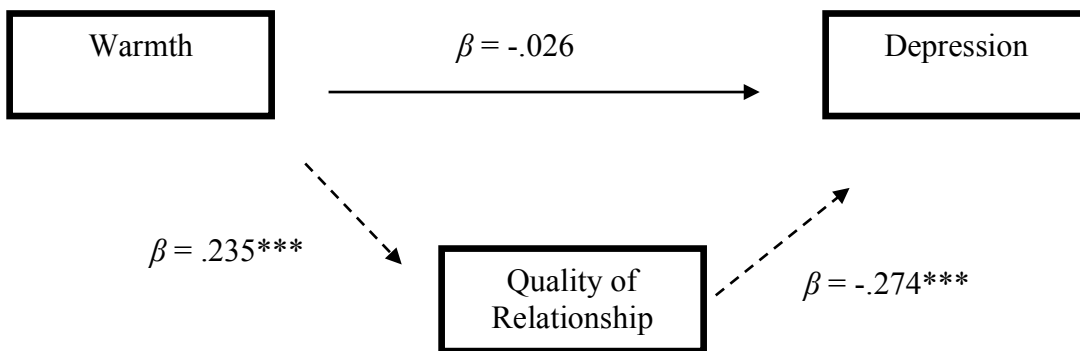 Warmth
β = -.026
Depression
β = .235***
Quality of
Relationship
β = -.274***